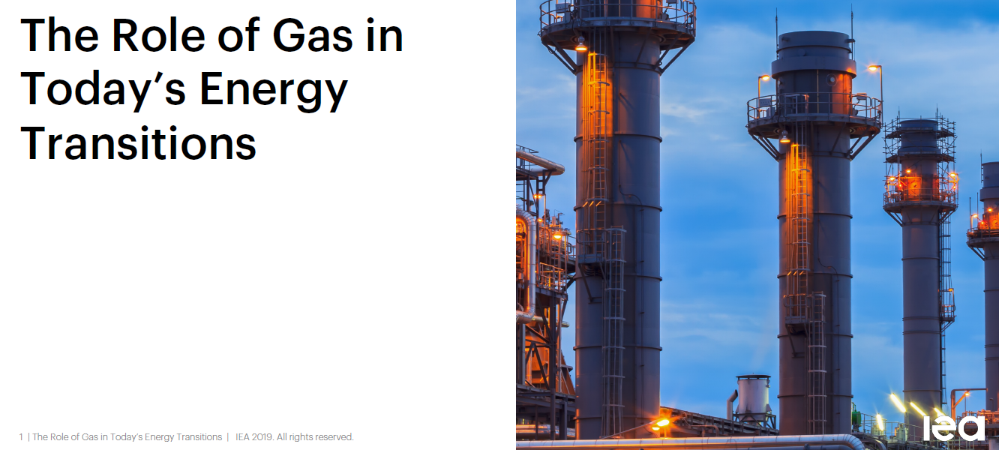 The Role of Gas in
Today’s Energy
Transitions
1 | The Role of Gas in Today’s Energy Transitions | IEA 2019. All rights reserved.
iea